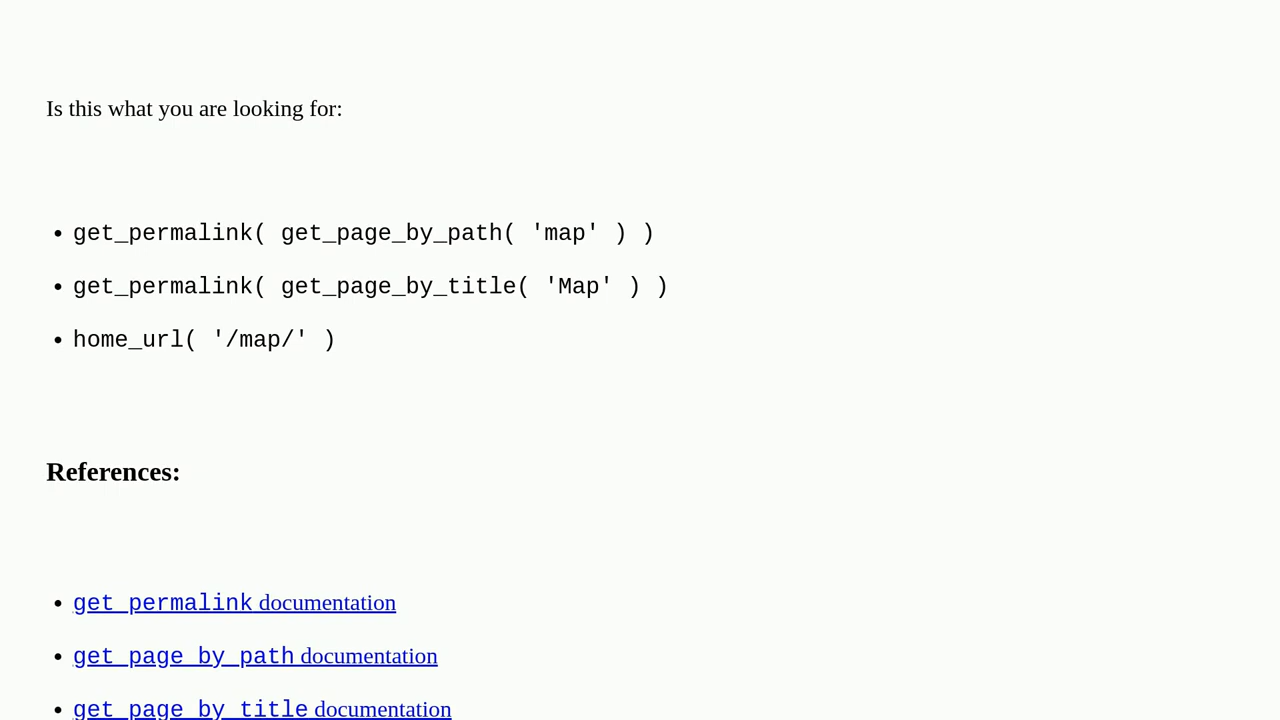 Is this what you are looking for:
• get_permalink( get_page_by_path( 'map' ) )
• get_permalink( get_page_by_title( 'Map' ) )
• home_url( '/map/' )
References:
• get_permalink documentation
• get_page_by_path documentation
• get_page_by_title documentation